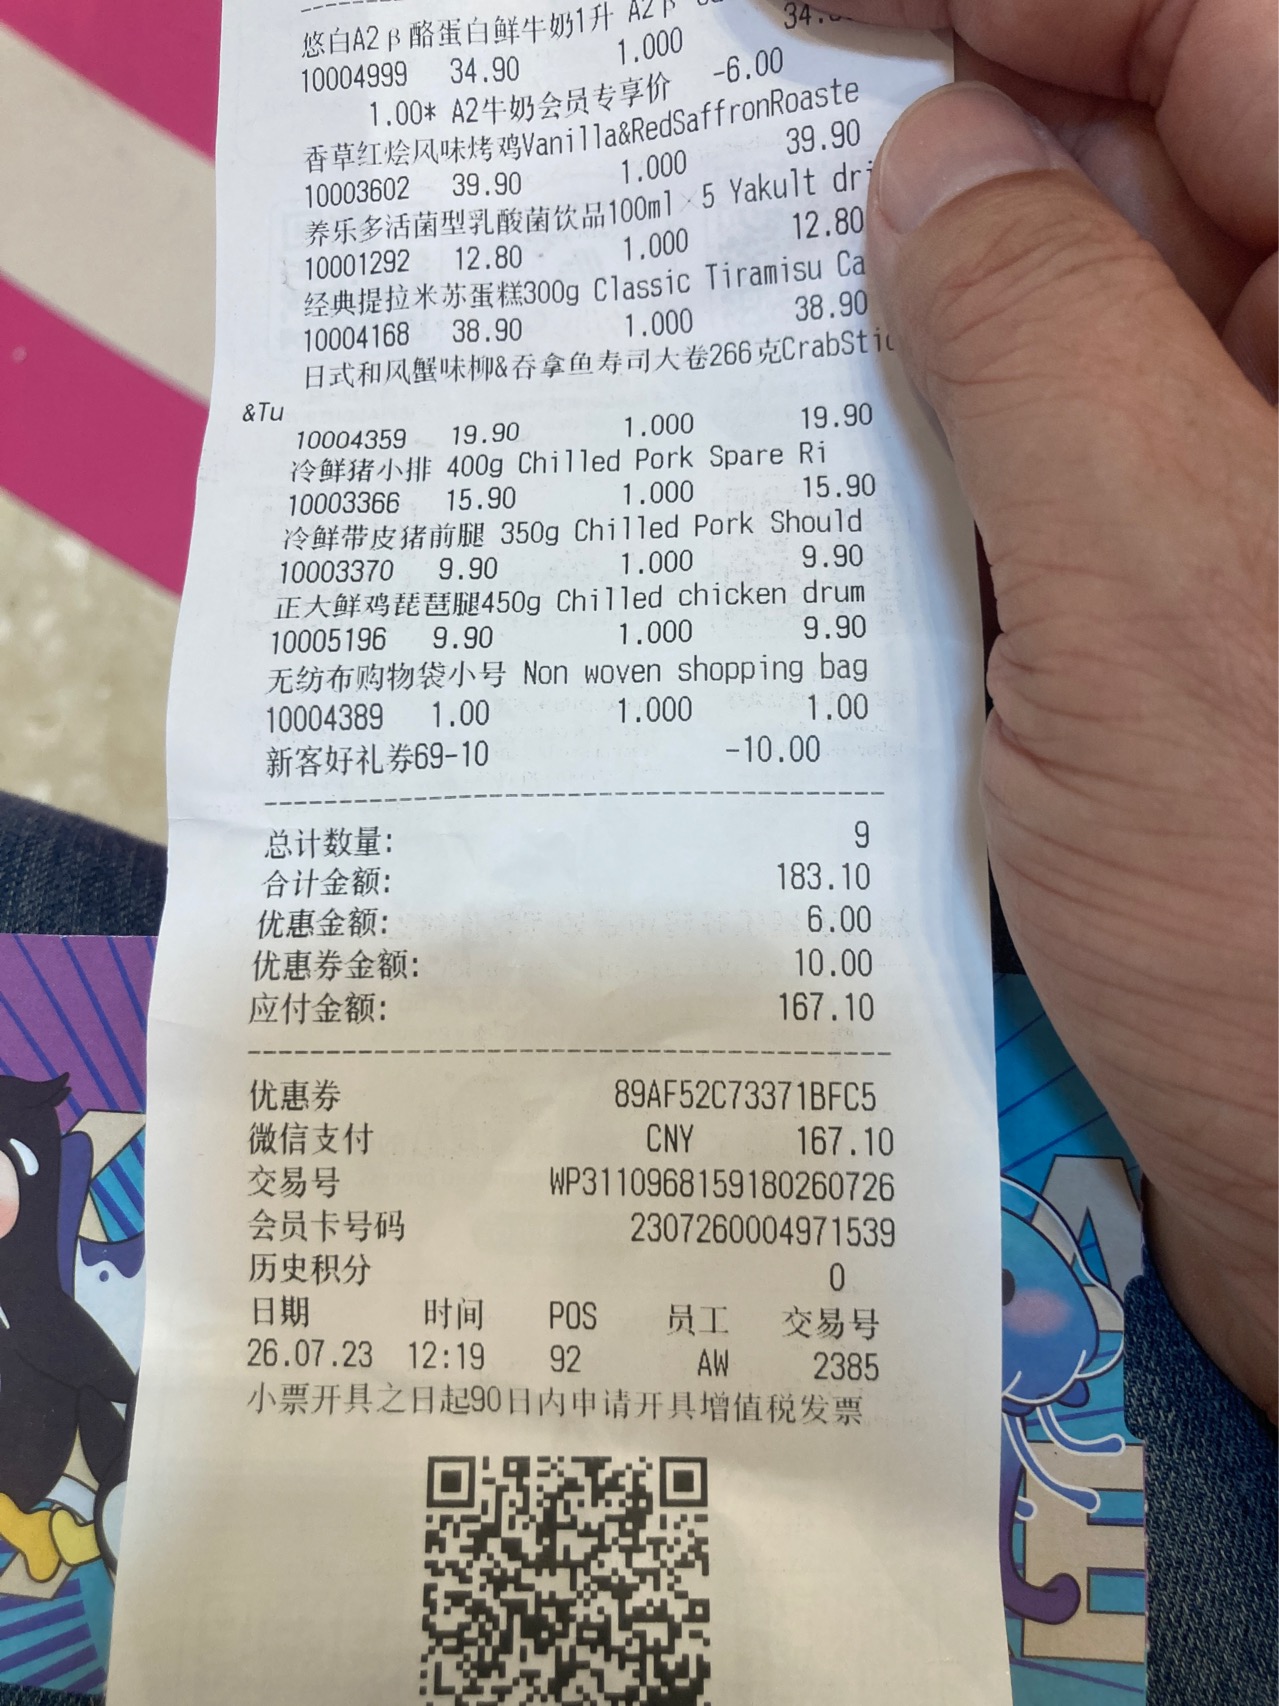 悠白A2β酪蛋白鲜牛奶1升 A2β
10004999 34.90 1.000
1.00* A2牛奶会员专享价 -6.00
香草红烩风味烤鸡Vanilla&RedSaffronRoaste
10003602 39.90 1.000 39.90
养乐多活菌型乳酸菌饮品100ml×5 Yakult dri
10001292 12.80 1.000 12.80
经典提拉米苏蛋糕300g Classic Tiramisu Ca
10004168 38.90 1.000 38.90
日式和风蟹味柳&吞拿鱼寿司大卷266克CrabStic
&Tu
10004359 19.90 1.000 19.90
冷鲜猪小排 400g Chilled Pork Spare Ri
10003366 15.90 1.000 15.90
冷鲜带皮猪前腿 350g Chilled Pork Should
10003370 9.90 1.000 9.90
正大鲜鸡琵琶腿450g Chilled chicken drum
10005196 9.90 1.000 9.90
无纺布购物袋小号 Non woven shopping bag
10004389 1.00 1.000 1.00
新客好礼券69-10 -10.00
总计数量: 9
合计金额: 183.10
优惠金额: 6.00
优惠券金额: 10.00
应付金额: 167.10
优惠券 89AF52C73371BFC5
微信支付 CNY 167.10
交易号 WP3110968159180260726
会员卡号码 2307260004971539
历史积分 0
日期 时间 POS 员工 交易号
26.07.23 12:19 92 AW 2385
小票开具之日起90日内申请开具增值税发票